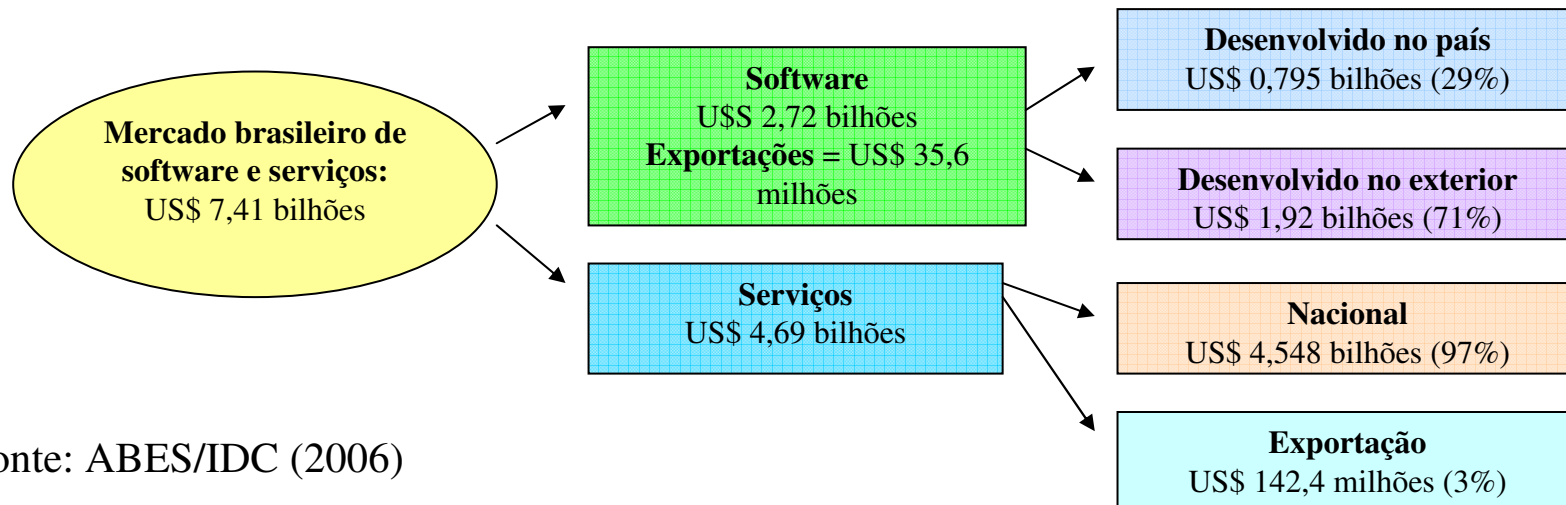 Mercado brasileiro de
software e serviços:
US$ 7,41 bilhões
Software
U$S 2,72 bilhões
Exportações = US$ 35,6
milhões
Serviços
US$ 4,69 bilhões
Desenvolvido no país
US$ 0,795 bilhões (29%)
Desenvolvido no exterior
US$ 1,92 bilhões (71%)
Nacional
US$ 4,548 bilhões (97%)
Exportação
US$ 142,4 milhões (3%)
onte: ABES/IDC (2006)